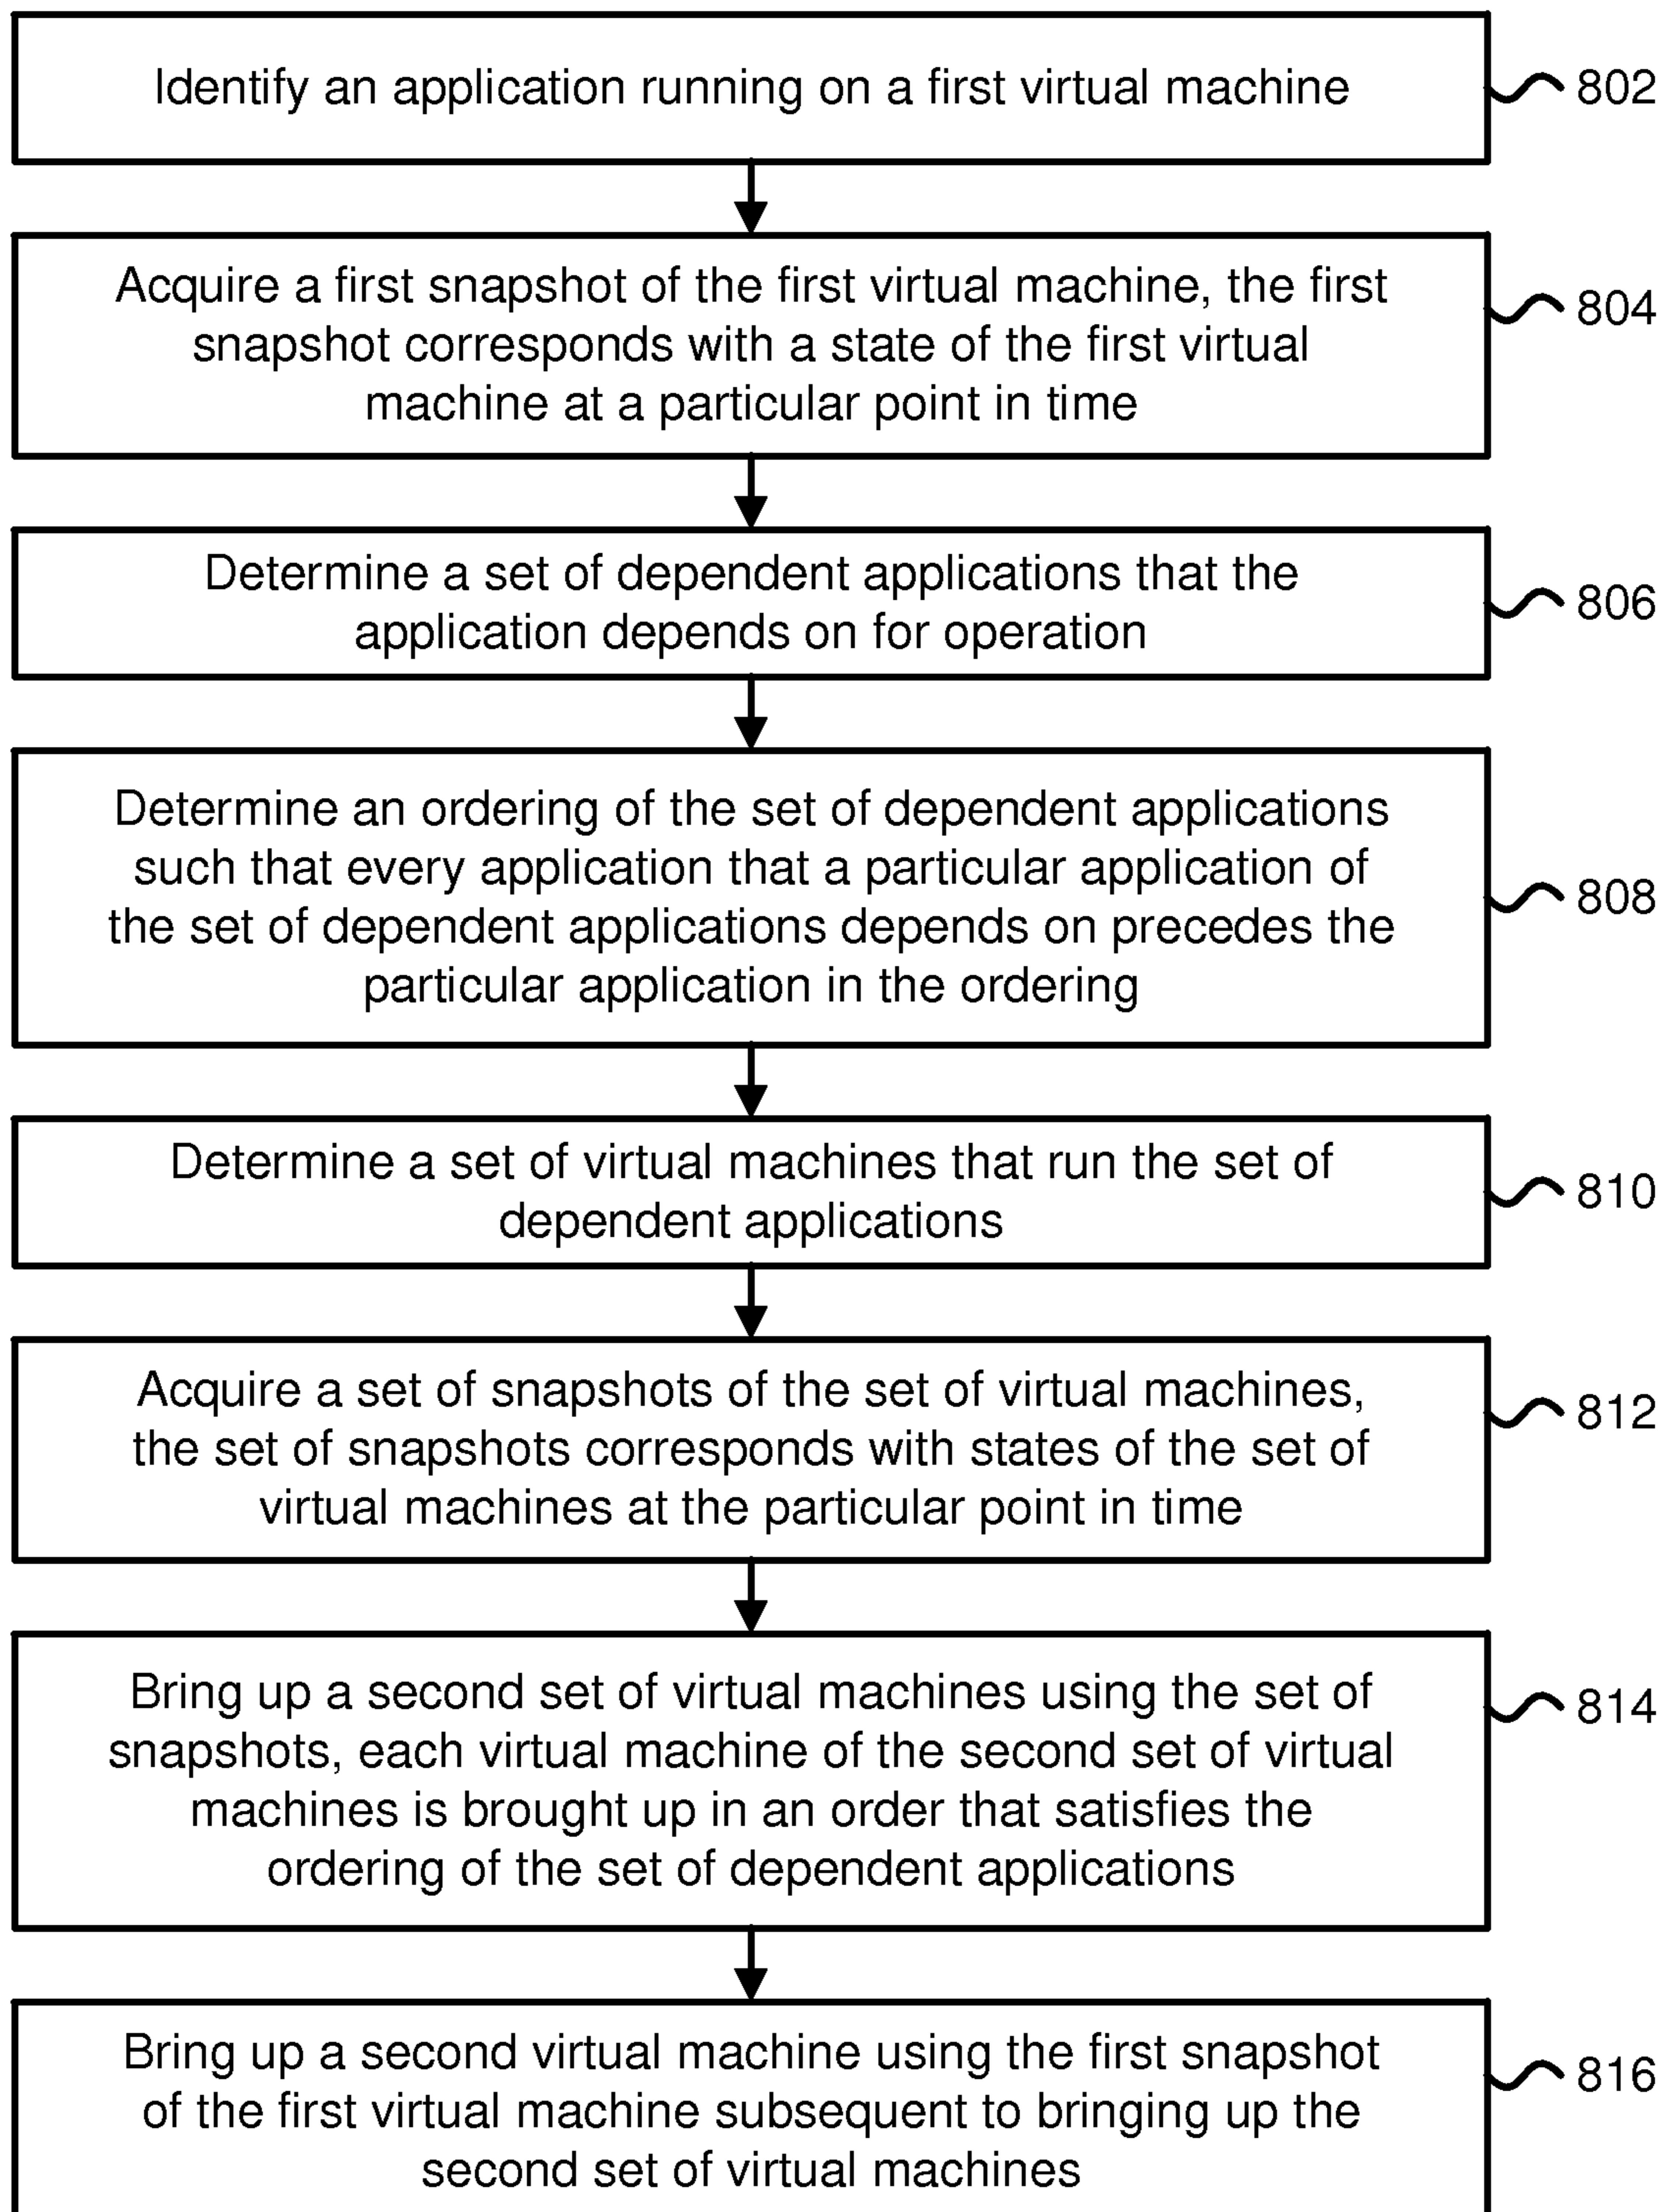 Identify an application running on a first virtual machine
802
Acquire a first snapshot of the first virtual machine, the first
snapshot corresponds with a state of the first virtual
machine at a particular point in time
804
Determine a set of dependent applications that the
application depends on for operation
806
Determine an ordering of the set of dependent applications
such that every application that a particular application of
the set of dependent applications depends on precedes the
particular application in the ordering
808
Determine a set of virtual machines that run the set of
dependent applications
810
Acquire a set of snapshots of the set of virtual machines,
the set of snapshots corresponds with states of the set of
virtual machines at the particular point in time
812
Bring up a second set of virtual machines using the set of
snapshots, each virtual machine of the second set of virtual
machines is brought up in an order that satisfies the
ordering of the set of dependent applications
814
Bring up a second virtual machine using the first snapshot
of the first virtual machine subsequent to bringing up the
second set of virtual machines
816